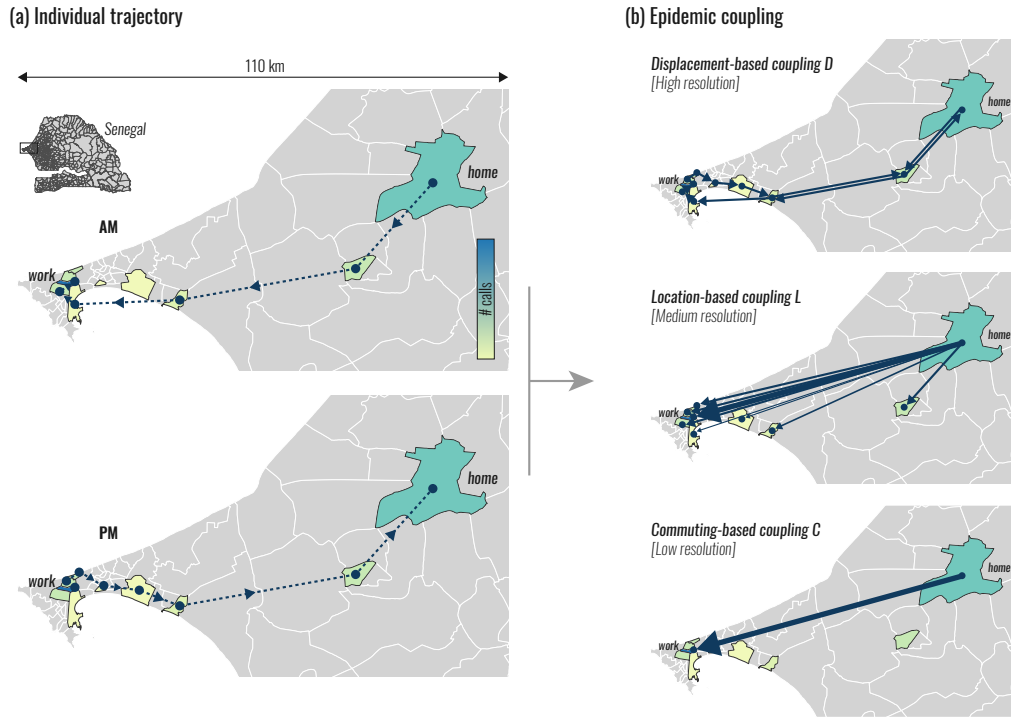 (a) Individual trajectory
110 km
Senegal
AM
home
work
# calls
PM
home
work
(b) Epidemic coupling
Displacement-based coupling D
[High resolution]
home
work
Location-based coupling L
[Medium resolution]
home
work
Commuting-based coupling C
[Low resolution]
home
work